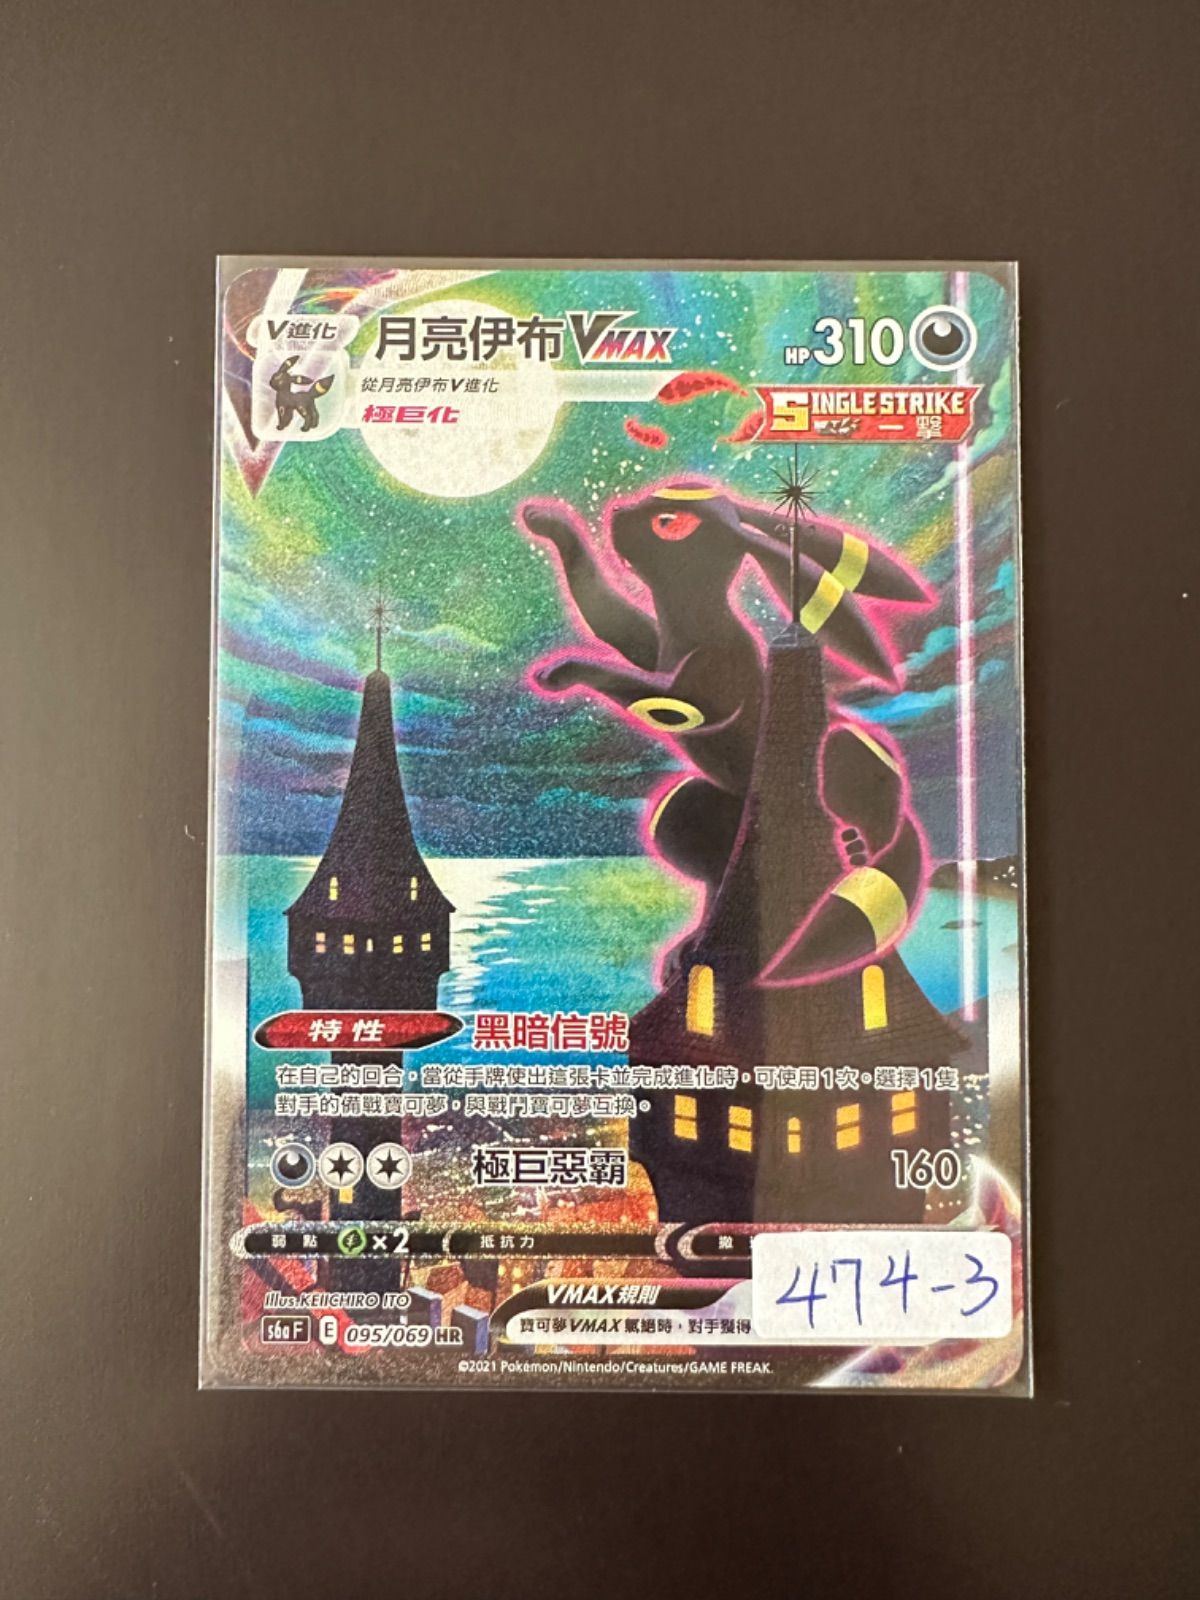 V進化
月亮伊布VMAX
HP310
從月亮伊布V進化
極巨化
SINGLE STRIKE
一擊
特性 黑暗信號
在自己的回合,當從手牌使出這張卡並完成進化時,可使用1次。選擇1隻
對手的備戰寶可夢,與戰鬥寶可夢互換。
極巨惡霸 160
弱點 ×2 抵抗力 撤
474-3
Illus. KEIICHIRO ITO
VMAX規則
s6a F E 095/069 HR
寶可夢VMAX氣絕時,對手獲得
©2021 Pokémon/Nintendo/Creatures/GAME FREAK.